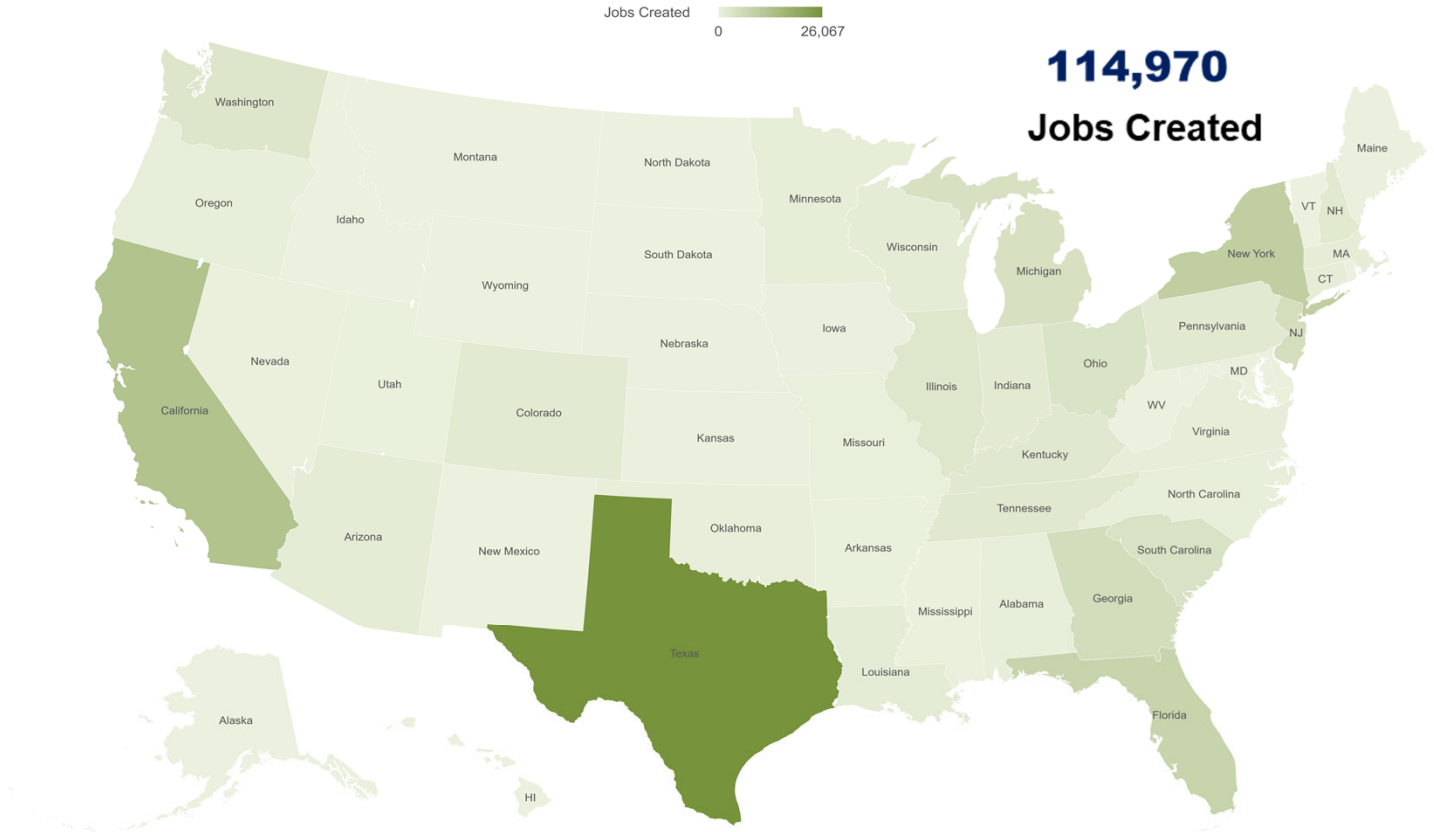 Jobs Created
0 26,067
114,970
Jobs Created
Washington
Montana
North Dakota
Minnesota
Maine
Oregon
Idaho
Wisconsin
VT
NH
South Dakota
New York
MA
Michigan
CT
Wyoming
Iowa
Pennsylvania
NJ
Nebraska
Nevada
Ohio
MD
Utah
Illinois
Indiana
California
Colorado
WV
Virginia
Kansas
Missouri
Kentucky
North Carolina
Tennessee
Oklahoma
Arizona
New Mexico
Arkansas
South Carolina
Georgia
Alabama
Mississippi
Texas
Louisiana
Florida
Alaska
HI